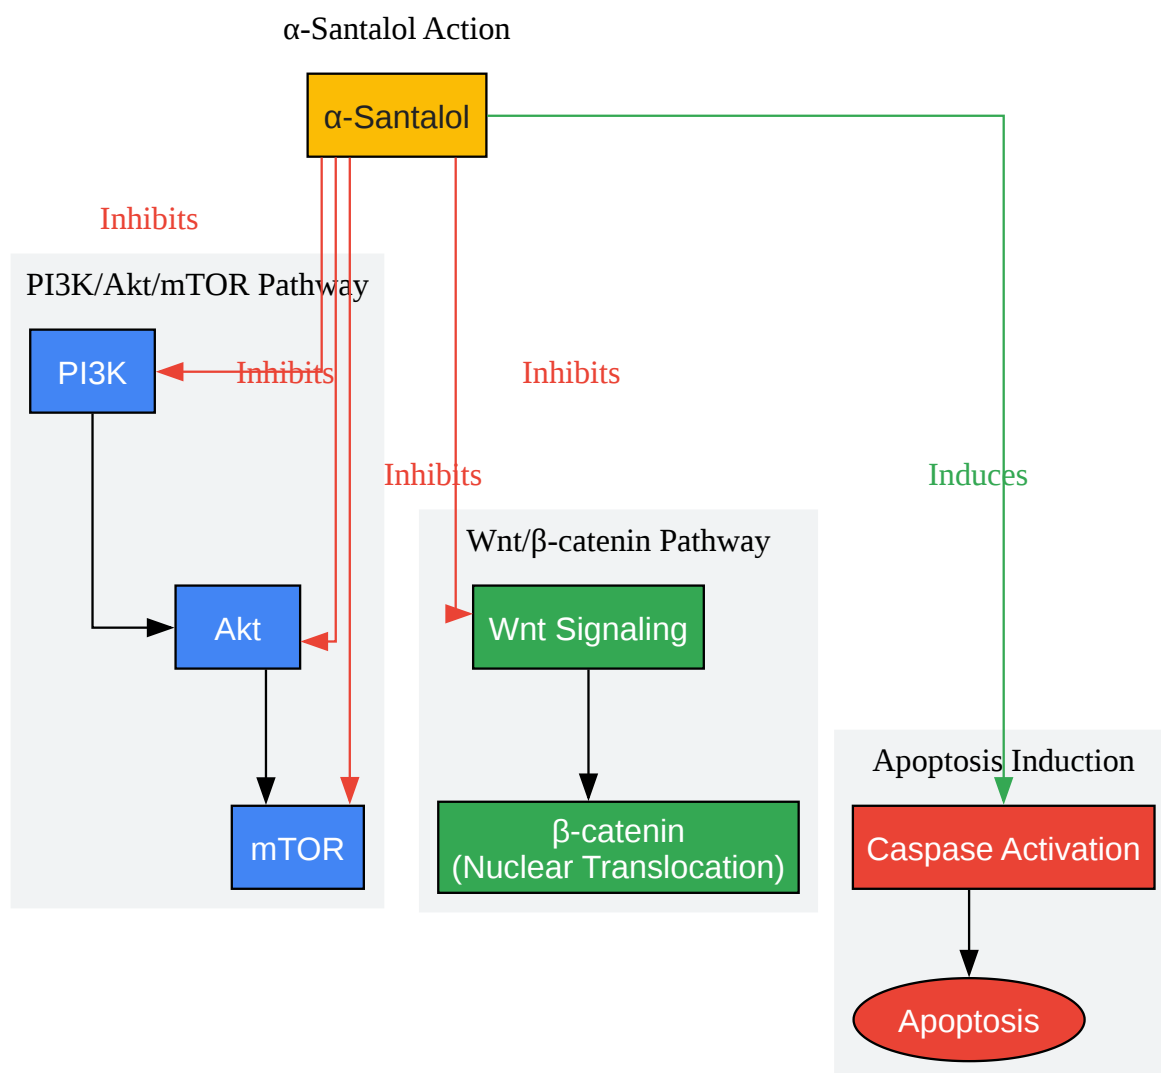 α-Santalol Action
α-Santalol
Inhibits
PI3K/Akt/mTOR Pathway
PI3K
Inhibits
Inhibits
Inhibits
Induces
Wnt/β-catenin Pathway
Akt
Wnt Signaling
Apoptosis Induction
mTOR
β-catenin
(Nuclear Translocation)
Caspase Activation
Apoptosis